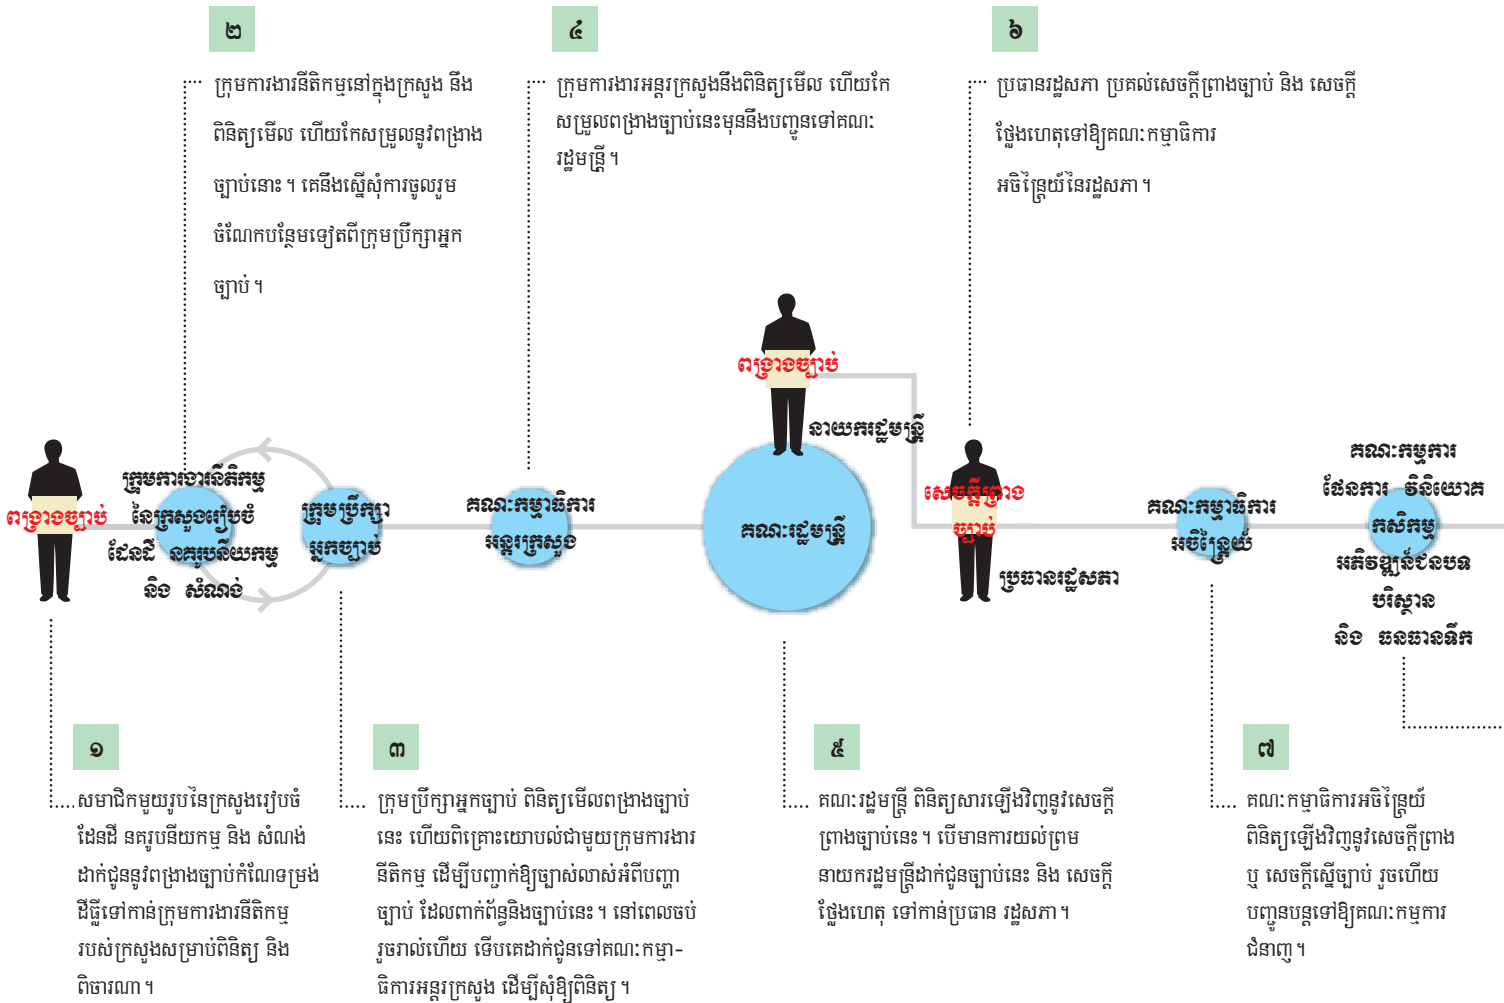 ២
ក្រុមការងារនីតិកម្មនៅក្នុងក្រសួង នឹង
ពិនិត្យមើល ហើយកែសម្រួលនូវពង្រាង
ច្បាប់នោះ។ គេនឹងស្នើសុំការចូលរួម
ចំណែកបន្ថែមទៀតពីក្រុមប្រឹក្សាអ្នក
ច្បាប់។
៤
ក្រុមការងារអន្តរក្រសួងនឹងពិនិត្យមើល ហើយកែ
សម្រួលពង្រាងច្បាប់នេះមុននឹងបញ្ជូនទៅគណៈ
រដ្ឋមន្ត្រី។
៦
ប្រធានរដ្ឋសភា ប្រគល់សេចក្តីព្រាងច្បាប់ និង សេចក្តី
ថ្លែងហេតុទៅឱ្យគណៈកម្មាធិការ
អចិន្ត្រៃយ៍នៃរដ្ឋសភា។
ពង្រាងច្បាប់
ក្រុមការងារនីតិកម្ម
នៃក្រសួងរៀបចំ
ដែនដី នគរូបនីយកម្ម
និង សំណង់
ក្រុមប្រឹក្សា
អ្នកច្បាប់
គណៈកម្មាធិការ
អន្តរក្រសួង
ពង្រាងច្បាប់
នាយករដ្ឋមន្ត្រី
គណៈរដ្ឋមន្ត្រី
សេចក្តីព្រាង
ច្បាប់
ប្រធានរដ្ឋសភា
គណៈកម្មាធិការ
អចិន្ត្រៃយ៍
គណៈកម្មការ
ផែនការ វិនិយោគ
កសិកម្ម
អភិវឌ្ឍន៍ជនបទ
បរិស្ថាន
និង ធនធានទឹក
១
សមាជិកមួយរូបនៃក្រសួងរៀបចំ
ដែនដី នគរូបនីយកម្ម និង សំណង់
ដាក់ជូននូវពង្រាងច្បាប់កំណែទម្រង់
ដីធ្លីទៅកាន់ក្រុមការងារនីតិកម្ម
របស់ក្រសួងសម្រាប់ពិនិត្យ និង
ពិចារណា។
៣
ក្រុមប្រឹក្សាអ្នកច្បាប់ ពិនិត្យមើលពង្រាងច្បាប់
នេះ ហើយពិគ្រោះយោបល់ជាមួយក្រុមការងារ
នីតិកម្ម ដើម្បីបញ្ជាក់ឱ្យច្បាស់លាស់អំពីបញ្ហា
ច្បាប់ ដែលពាក់ព័ន្ធនិងច្បាប់នេះ។ នៅពេលចប់
រួចរាល់ហើយ ទើបគេដាក់ជូនទៅគណៈកម្មា-
ធិការអន្តរក្រសួង ដើម្បីសុំឱ្យពិនិត្យ។
៥
គណៈរដ្ឋមន្ត្រី ពិនិត្យសារឡើងវិញនូវសេចក្តី
ព្រាងច្បាប់នេះ។ បើមានការយល់ព្រម
នាយករដ្ឋមន្ត្រីដាក់ជូនច្បាប់នេះ និង សេចក្តី
ថ្លែងហេតុ ទៅកាន់ប្រធាន រដ្ឋសភា។
៧
គណៈកម្មាធិការអចិន្ត្រៃយ៍
ពិនិត្យឡើងវិញនូវសេចក្តីព្រាង
ឬ សេចក្តីស្នើច្បាប់ រួចហើយ
បញ្ជូនបន្តទៅឱ្យគណៈកម្មការ
ជំនាញ។